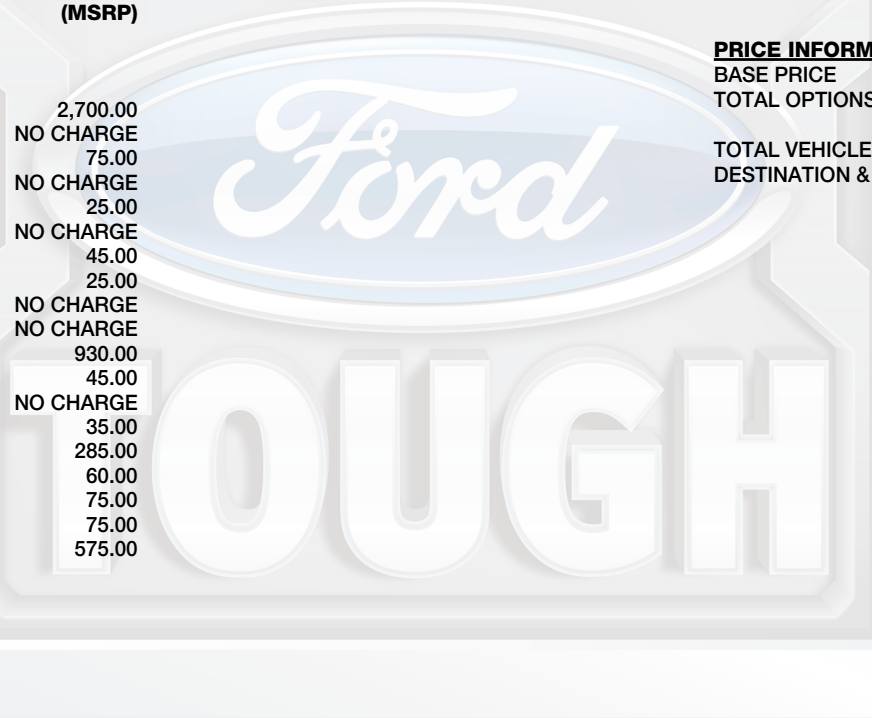 (MSRP)
2,700.00
NO CHARGE
75.00
NO CHARGE
25.00
NO CHARGE
45.00
25.00
NO CHARGE
NO CHARGE
930.00
45.00
NO CHARGE
35.00
285.00
60.00
75.00
75.00
575.00
PRICE INFORM
BASE PRICE
TOTAL OPTIONS
TOTAL VEHICLE
DESTINATION &
Ford
TOUGH